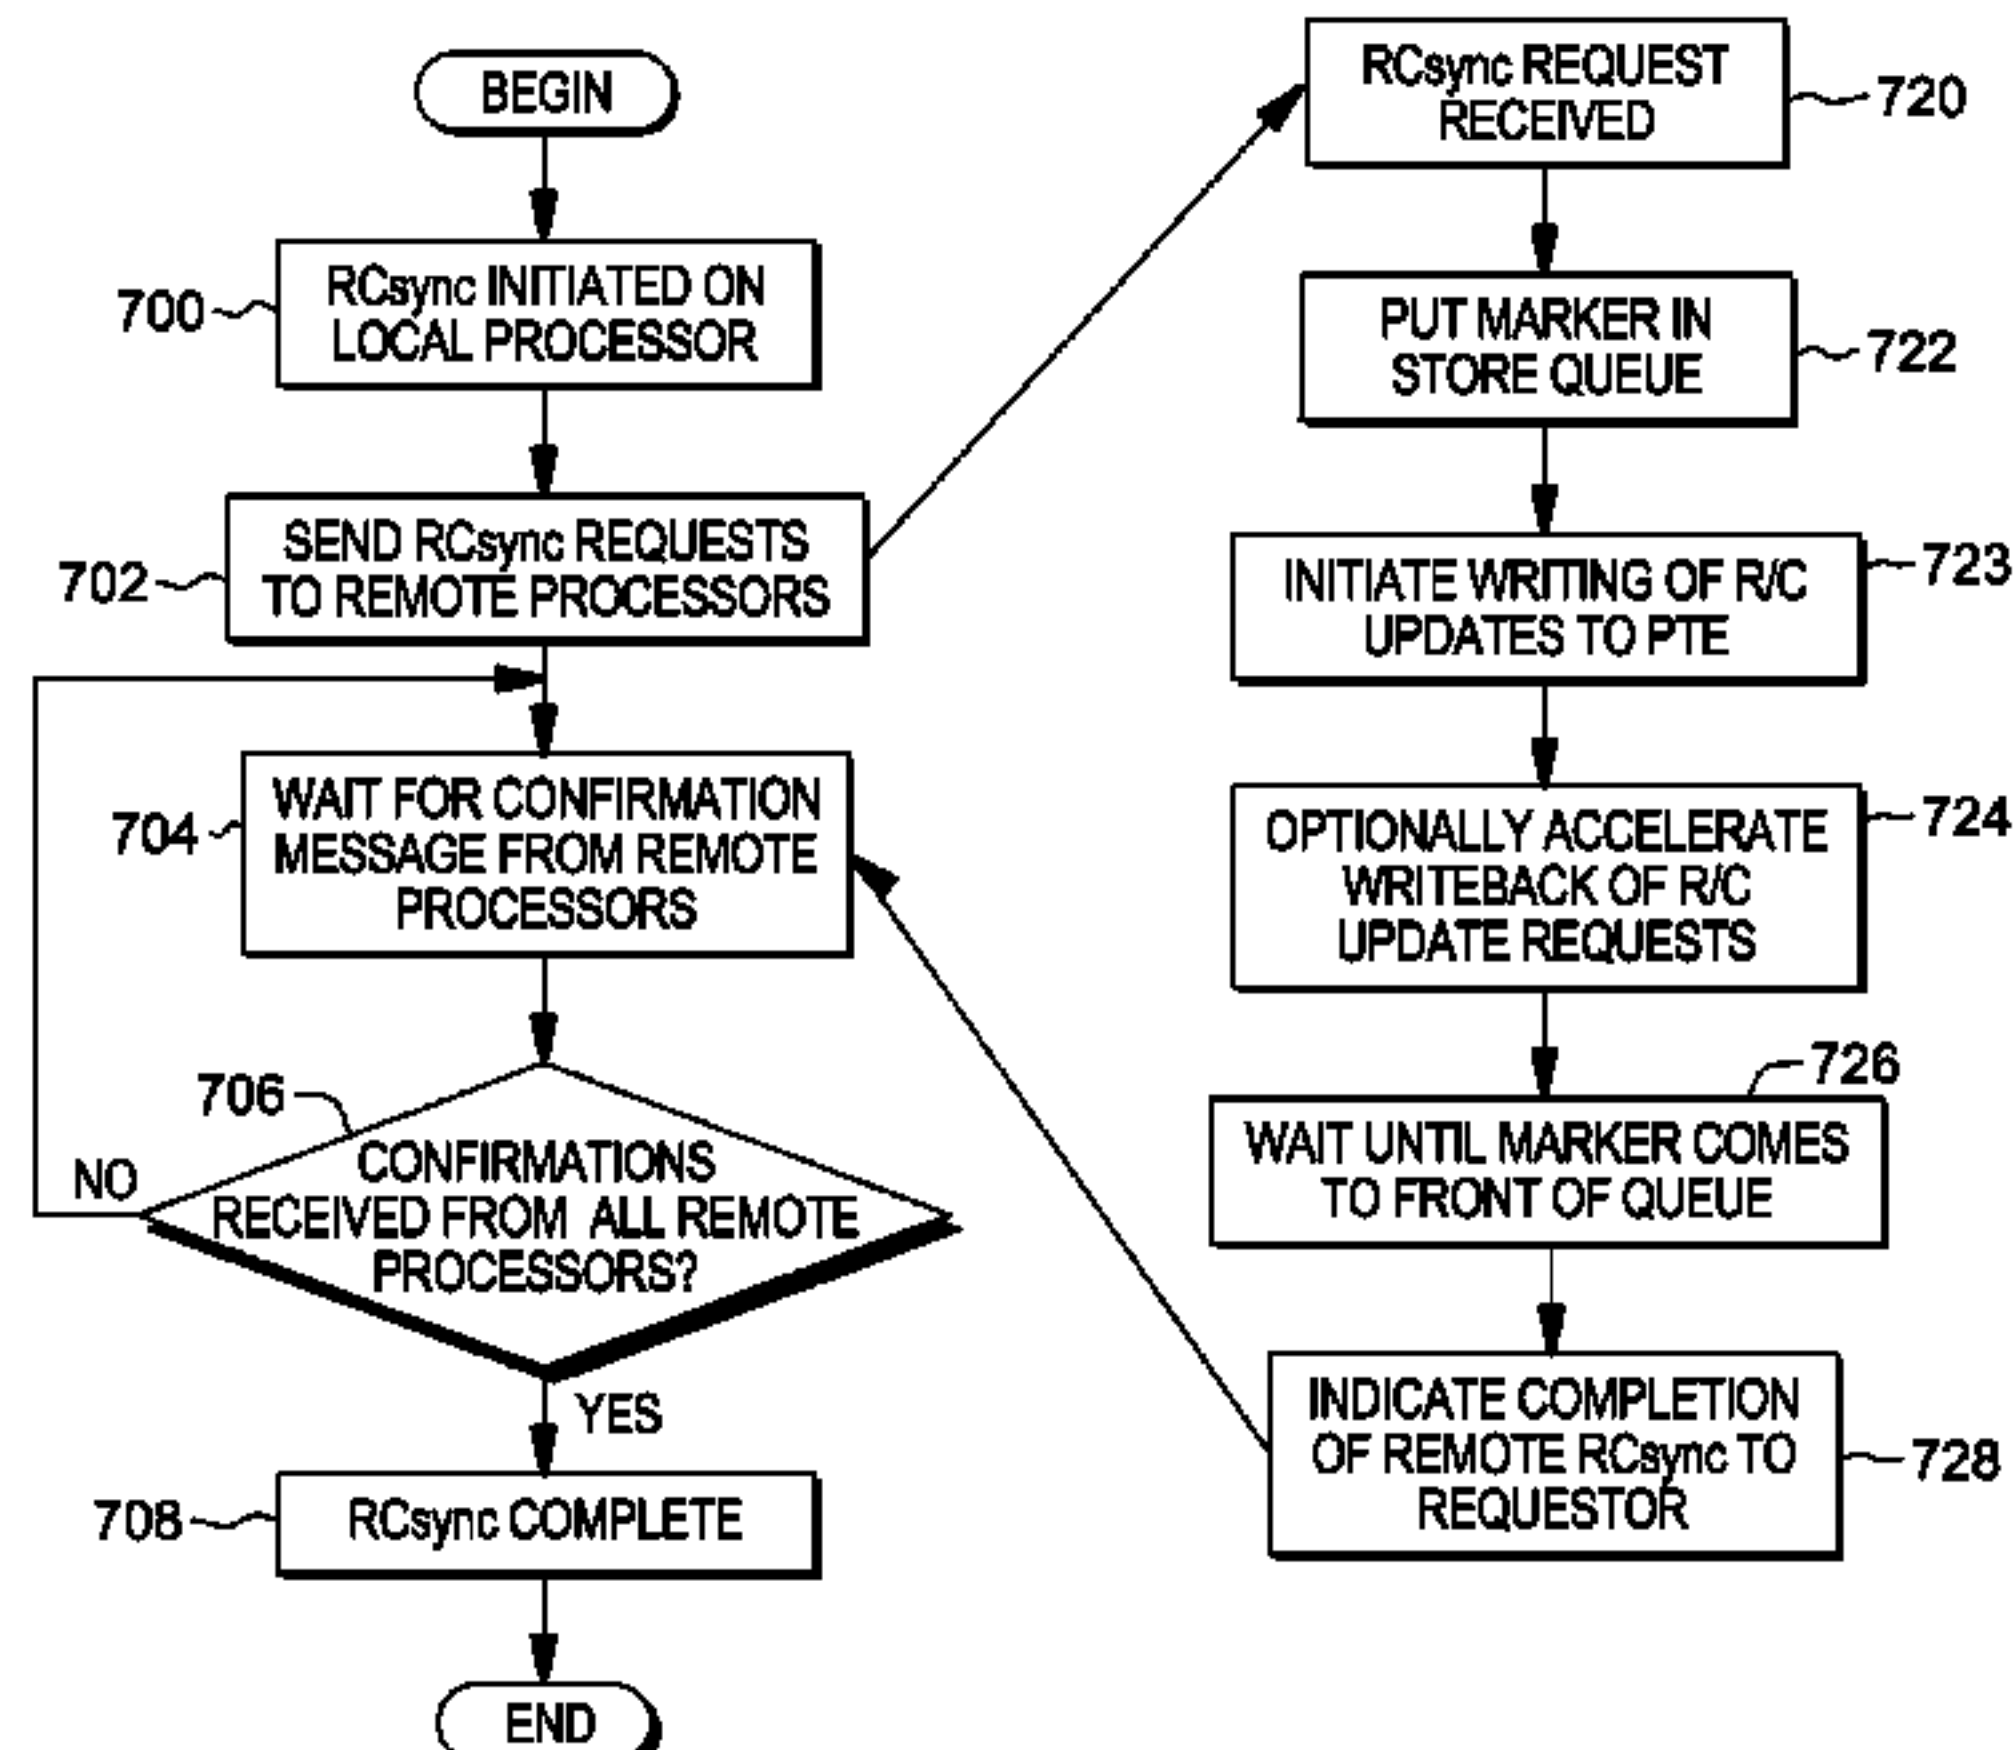 BEGIN
700
RCsync INITIATED ON
LOCAL PROCESSOR
702
SEND RCsync REQUESTS
TO REMOTE PROCESSORS
704
WAIT FOR CONFIRMATION
MESSAGE FROM REMOTE
PROCESSORS
706
NO
CONFIRMATIONS
RECEIVED FROM ALL REMOTE
PROCESSORS?
YES
708
RCsync COMPLETE
END
RCsync REQUEST
RECEIVED
720
PUT MARKER IN
STORE QUEUE
722
INITIATE WRITING OF R/C
UPDATES TO PTE
723
OPTIONALLY ACCELERATE
WRITEBACK OF R/C
UPDATE REQUESTS
724
726
WAIT UNTIL MARKER COMES
TO FRONT OF QUEUE
INDICATE COMPLETION
OF REMOTE RCsync TO
REQUESTOR
728